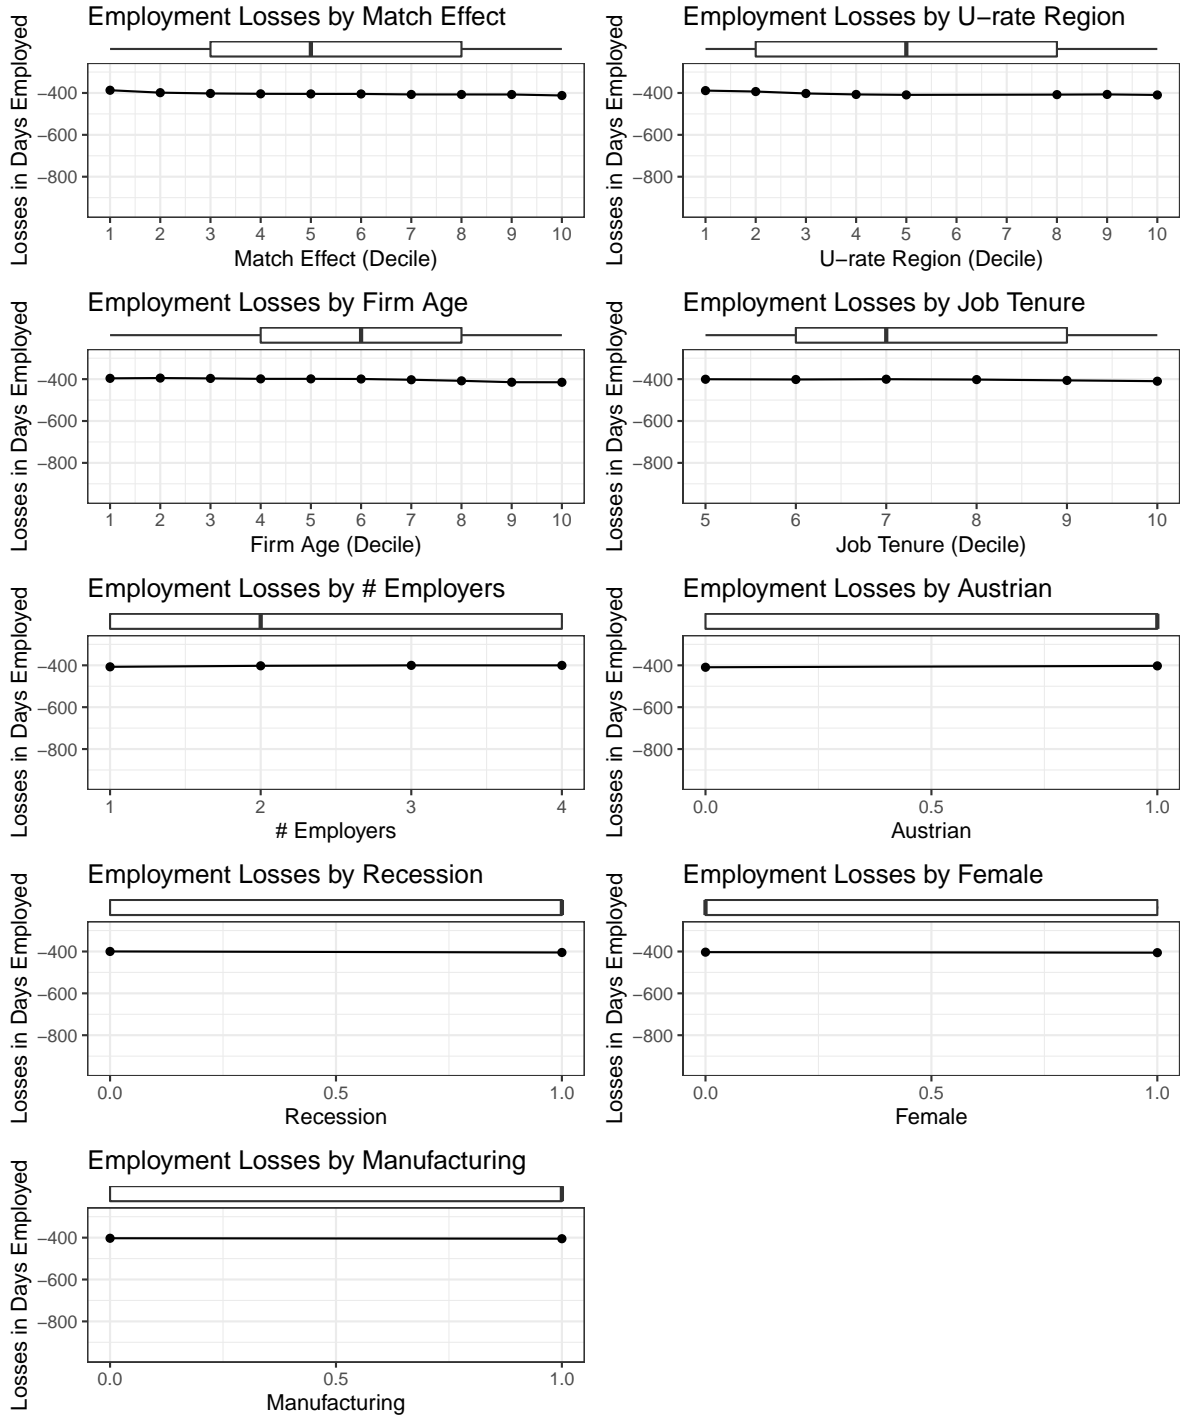 Employment Losses by Match Effect
Losses in Days Employed
−400
−600
−800
1 2 3 4 5 6 7 8 9 10
Match Effect (Decile)
Employment Losses by U−rate Region
Losses in Days Employed
−400
−600
−800
1 2 3 4 5 6 7 8 9 10
U−rate Region (Decile)
Employment Losses by Firm Age
Losses in Days Employed
−400
−600
−800
1 2 3 4 5 6 7 8 9 10
Firm Age (Decile)
Employment Losses by Job Tenure
Losses in Days Employed
−400
−600
−800
5 6 7 8 9 10
Job Tenure (Decile)
Employment Losses by # Employers
Losses in Days Employed
−400
−600
−800
1 2 3 4
# Employers
Employment Losses by Austrian
Losses in Days Employed
−400
−600
−800
0.0 0.5 1.0
Austrian
Employment Losses by Recession
Losses in Days Employed
−400
−600
−800
0.0 0.5 1.0
Recession
Employment Losses by Female
Losses in Days Employed
−400
−600
−800
0.0 0.5 1.0
Female
Employment Losses by Manufacturing
Losses in Days Employed
−400
−600
−800
0.0 0.5 1.0
Manufacturing